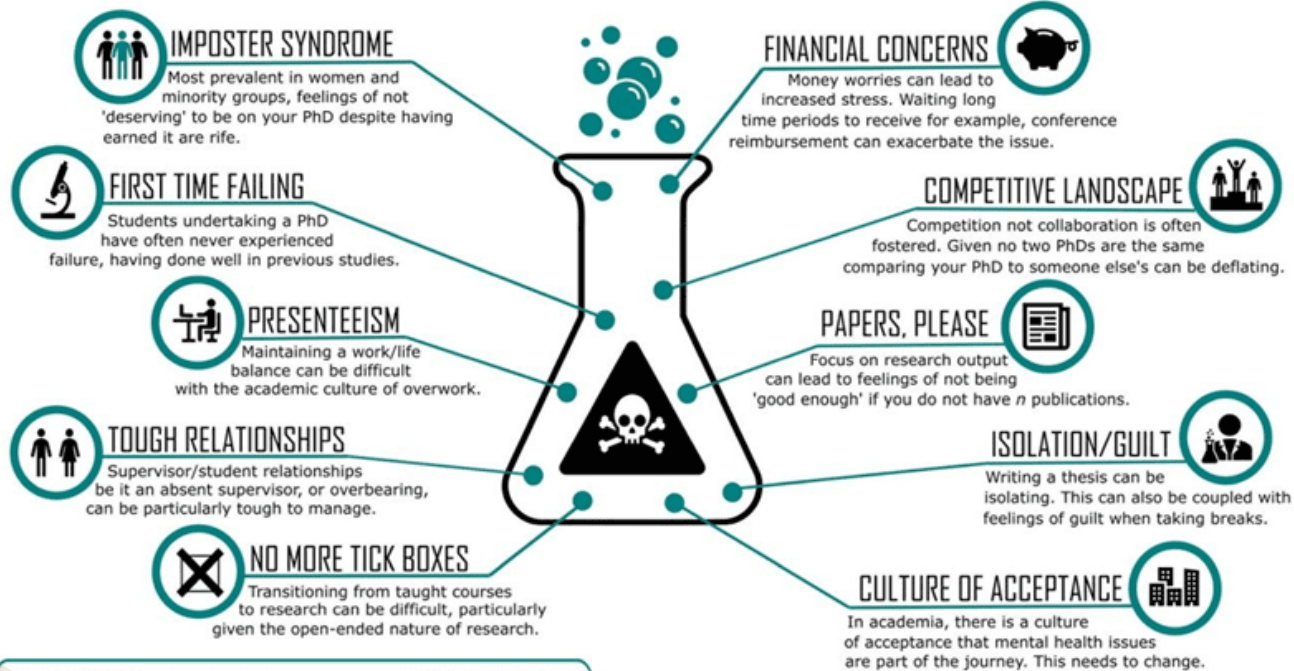 IMPOSTER SYNDROME
Most prevalent in women and
minority groups, feelings of not
'deserving' to be on your PhD despite having
earned it are rife.
FIRST TIME FAILING
Students undertaking a PhD
have often never experienced
failure, having done well in previous studies.
PRESENTEEISM
Maintaining a work/life
balance can be difficult
with the academic culture of overwork.
TOUGH RELATIONSHIPS
Supervisor/student relationships
be it an absent supervisor, or overbearing,
can be particularly tough to manage.
NO MORE TICK BOXES
Transitioning from taught courses
to research can be difficult, particularly
given the open-ended nature of research.
FINANCIAL CONCERNS
Money worries can lead to
increased stress. Waiting long
time periods to receive for example, conference
reimbursement can exacerbate the issue.
COMPETITIVE LANDSCAPE
Competition not collaboration is often
fostered. Given no two PhDs are the same
comparing your PhD to someone else's can be deflating.
PAPERS, PLEASE
Focus on research output
can lead to feelings of not being
'good enough' if you do not have n publications.
ISOLATION/GUILT
Writing a thesis can be
isolating. This can also be coupled with
feelings of guilt when taking breaks.
CULTURE OF ACCEPTANCE
In academia, there is a culture
of acceptance that mental health issues
are part of the journey. This needs to change.